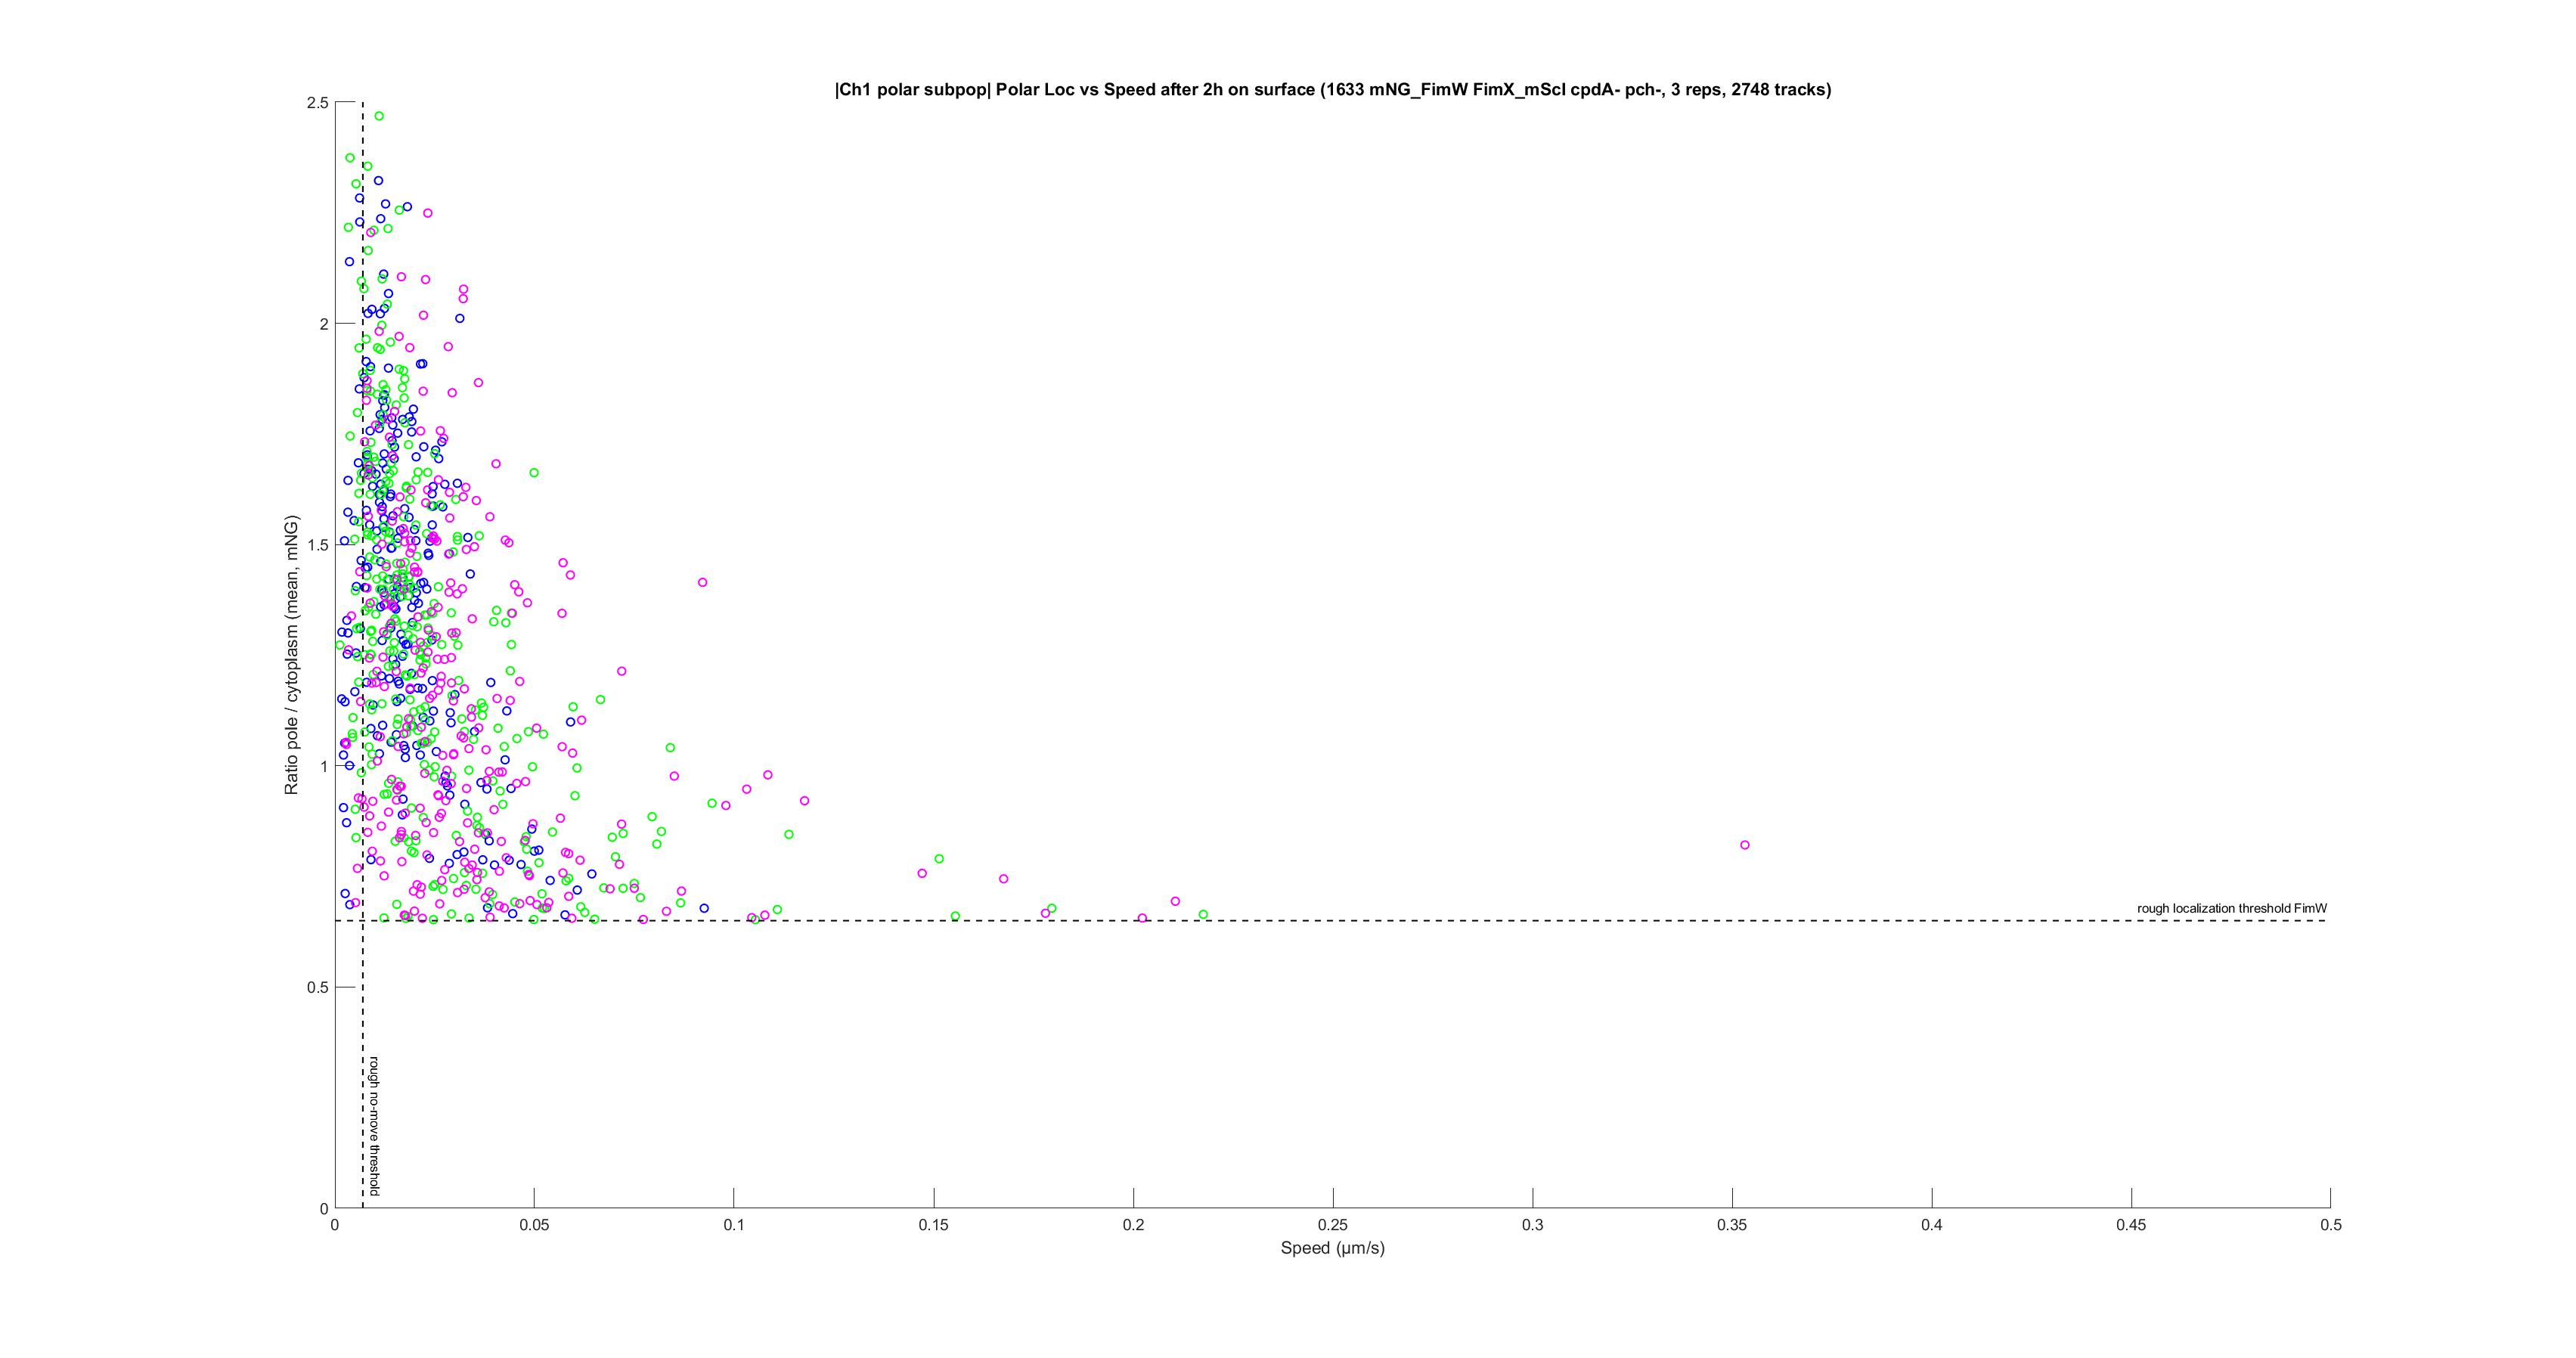 |Ch1 polar subpop| Polar Loc vs Speed after 2h on surface (1633 mNG_FimW FimX_mScI cpdA- pch-, 3 reps, 2748 tracks)
2.5
2
1.5
1
0.5
0
Ratio pole / cytoplasm (mean, mNG)
rough localization threshold FimW
rough no-move threshold
0 0.05 0.1 0.15 0.2 0.25 0.3 0.35 0.4 0.45 0.5
Speed (µm/s)